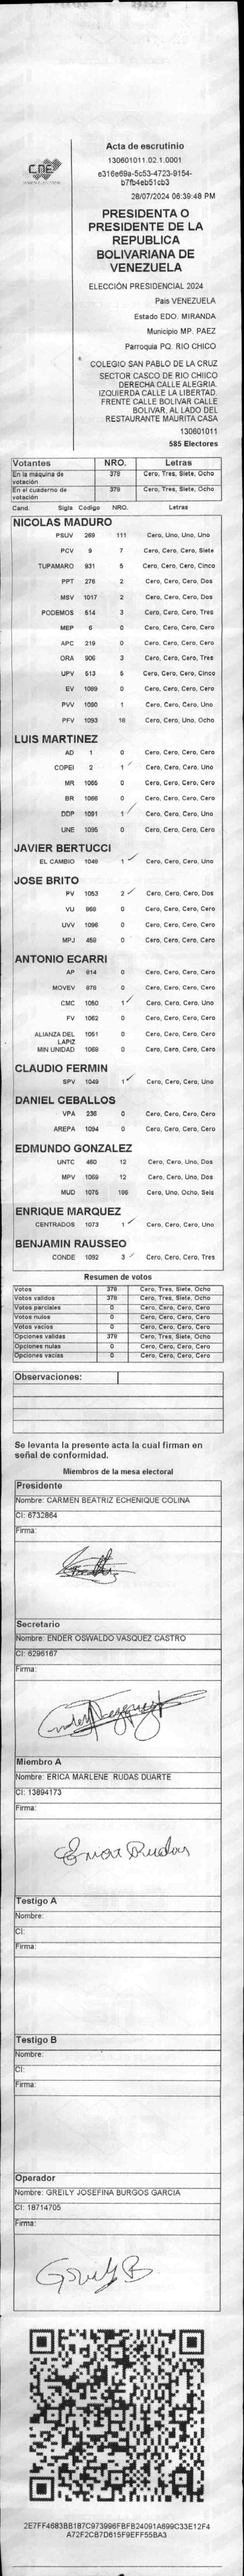 CNE
Acta de escrutinio
130601011.02.1.0001
e316e69a-5c53-4723-9154-
b7fb4eb51cb3
28/07/2024 06:39:48 PM
PRESIDENTA O
PRESIDENTE DE LA
REPUBLICA
BOLIVARIANA DE
VENEZUELA
ELECCIÓN PRESIDENCIAL 2024
Pais VENEZUELA
Estado EDO. MIRANDA
Municipio MP. PAEZ
Parroquia PQ. RIO CHICO
COLEGIO SAN PABLO DE LA CRUZ
SECTOR CASCO DE RIO CHICO
DERECHA CALLE ALEGRIA.
IZQUIERDA CALLE LA LIBERTAD.
FRENTE CALLE BOLIVAR CALLE
BOLIVAR, AL LADO DEL
RESTAURANTE MAURITA CASA
130601011
585 Electores
Votantes NRO. Letras
En la máquina de votación 378 Cero, Tres, Siete, Ocho
En el cuaderno de votación 378 Cero, Tres, Siete, Ocho
Cand. Sigla Código NRO. Letras
NICOLAS MADURO
PSUV 269 111 Cero, Uno, Uno, Uno
PCV 9 7 Cero, Cero, Cero, Siete
TUPAMARO 931 5 Cero, Cero, Cero, Cinco
PPT 276 2 Cero, Cero, Cero, Dos
MSV 1017 2 Cero, Cero, Cero, Dos
PODEMOS 514 3 Cero, Cero, Cero, Tres
MEP 6 0 Cero, Cero, Cero, Cero
APC 219 0 Cero, Cero, Cero, Cero
ORA 906 3 Cero, Cero, Cero, Tres
UPV 513 5 Cero, Cero, Cero, Cinco
EV 1089 0 Cero, Cero, Cero, Cero
PVV 1090 1 Cero, Cero, Cero, Uno
PFV 1093 18 Cero, Cero, Uno, Ocho
LUIS MARTINEZ
AD 1 0 Cero, Cero, Cero, Cero
COPEI 2 1 Cero, Cero, Cero, Uno
MR 1065 0 Cero, Cero, Cero, Cero
BR 1066 0 Cero, Cero, Cero, Cero
DDP 1091 1 Cero, Cero, Cero, Uno
UNE 1095 0 Cero, Cero, Cero, Cero
JAVIER BERTUCCI
EL CAMBIO 1048 1 Cero, Cero, Cero, Uno
JOSE BRITO
PV 1053 2 Cero, Cero, Cero, Dos
VU 868 0 Cero, Cero, Cero, Cero
UVV 1096 0 Cero, Cero, Cero, Cero
MPJ 459 0 Cero, Cero, Cero, Cero
ANTONIO ECARRI
AP 814 0 Cero, Cero, Cero, Cero
MOVEV 878 0 Cero, Cero, Cero, Cero
CMC 1050 1 Cero, Cero, Cero, Uno
FV 1062 0 Cero, Cero, Cero, Cero
ALIANZA DEL LAPIZ 1051 0 Cero, Cero, Cero, Cero
MIN UNIDAD 1068 0 Cero, Cero, Cero, Cero
CLAUDIO FERMIN
SPV 1049 1 Cero, Cero, Cero, Uno
DANIEL CEBALLOS
VPA 236 0 Cero, Cero, Cero, Cero
AREPA 1094 0 Cero, Cero, Cero, Cero
EDMUNDO GONZALEZ
UNTC 460 12 Cero, Cero, Uno, Dos
MPV 1069 12 Cero, Cero, Uno, Dos
MUD 1075 186 Cero, Uno, Ocho, Seis
ENRIQUE MARQUEZ
CENTRADOS 1073 1 Cero, Cero, Cero, Uno
BENJAMIN RAUSSEO
CONDE 1092 3 Cero, Cero, Cero, Tres
Resumen de votos
Votos 378 Cero, Tres, Siete, Ocho
Votos validos 378 Cero, Tres, Siete, Ocho
Votos parciales 0 Cero, Cero, Cero, Cero
Votos nulos 0 Cero, Cero, Cero, Cero
Votos vacios 0 Cero, Cero, Cero, Cero
Opciones validas 378 Cero, Tres, Siete, Ocho
Opciones nulas 0 Cero, Cero, Cero, Cero
Opciones vacias 0 Cero, Cero, Cero, Cero
Observaciones:
Se levanta la presente acta la cual firman en
señal de conformidad.
Miembros de la mesa electoral
Presidente
Nombre: CARMEN BEATRIZ ECHENIQUE COLINA
CI: 6732864
Firma:
Secretario
Nombre: ENDER OSWALDO VASQUEZ CASTRO
CI: 6296167
Firma:
Miembro A
Nombre: ERICA MARLENE RUDAS DUARTE
CI: 13894173
Firma:
Erica Rudas
Testigo A
Nombre:
CI:
Firma:
Testigo B
Nombre:
CI:
Firma:
Operador
Nombre: GREILY JOSEFINA BURGOS GARCIA
CI: 18714705
Firma:
Greily B
2E7FF4683BB187C973996FBFB24091A699C33E12F4
A72F2CB7D615F9EFF55BA3